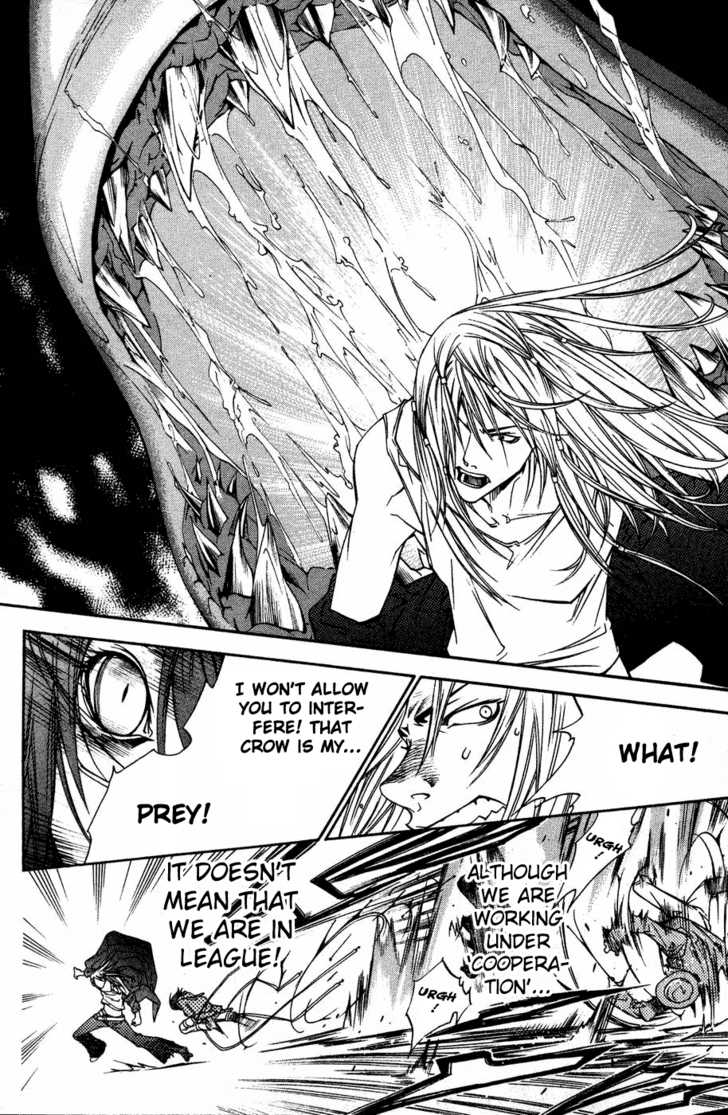 WHAT!
I WON'T ALLOW
YOU TO INTER-
FERE! THAT
CROW IS MY...
PREY!
URGH
!
ALTHOUGH
WE ARE
WORKING
UNDER
'COOPERA-
TION'...
URGH
!
IT DOESN'T
MEAN THAT
WE ARE IN
LEAGUE!